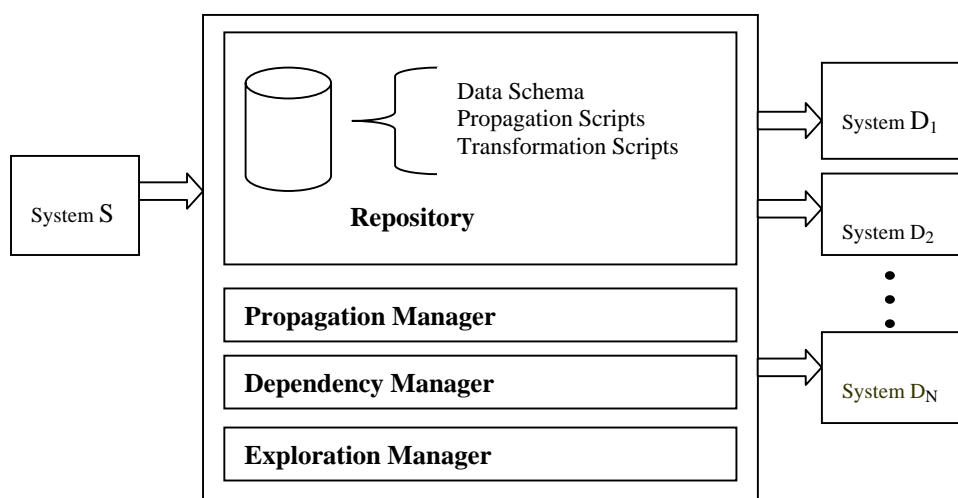 System S
Data Schema
Propagation Scripts
Transformation Scripts
Repository
Propagation Manager
Dependency Manager
Exploration Manager
System D1
System D2
System DN